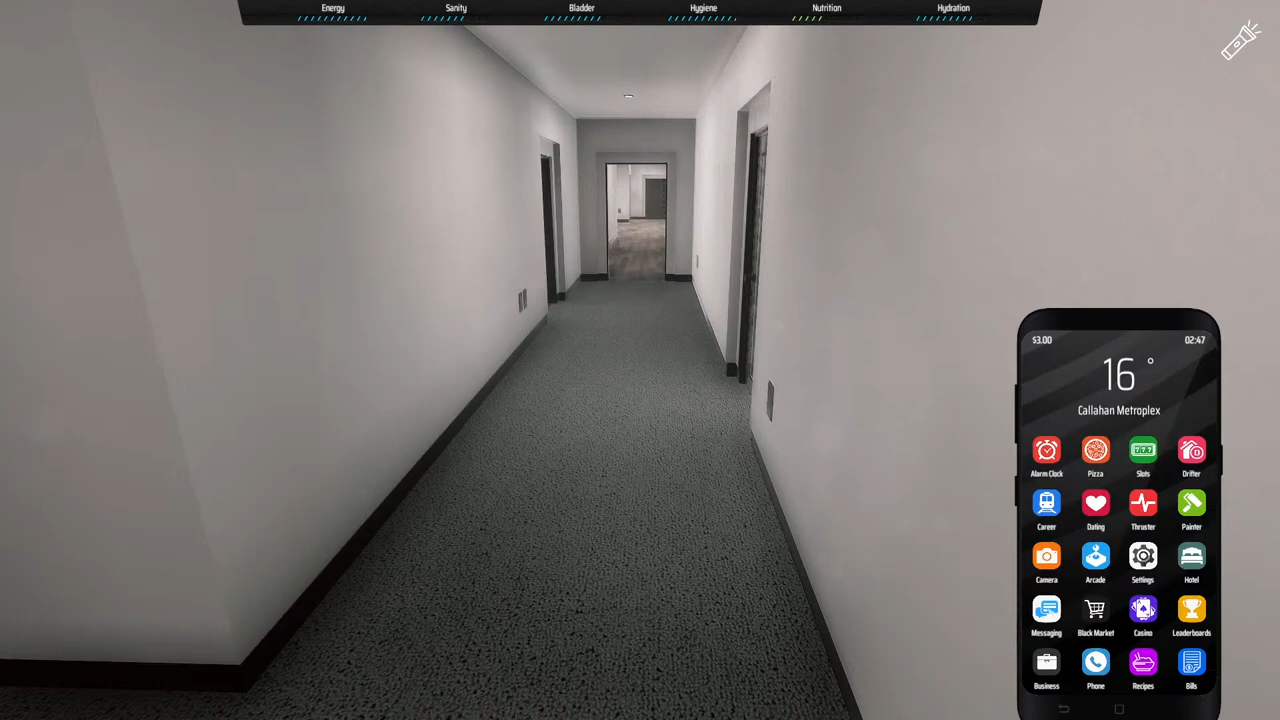 Energy Sanity Bladder Hygiene Nutrition Hydration
$3.00 02:47
16 °
Callahan Metroplex
Alarm Clock Pizza Slots Drifter
Career Dating Thruster Painter
Camera Arcade Settings Hotel
Messaging Black Market Casino Leaderboards
Business Phone Recipes Bills